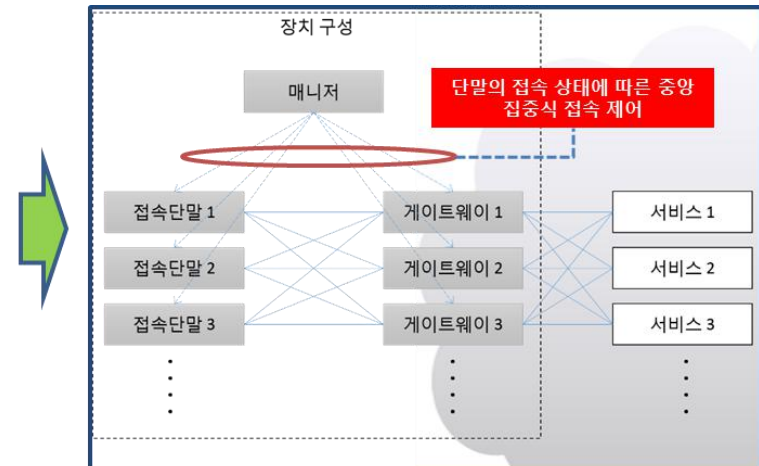 장치 구성
매니저
단말의 접속 상태에 따른 중앙
집중식 접속 제어
접속단말 1
게이트웨이 1
서비스 1
접속단말 2
게이트웨이 2
서비스 2
접속단말 3
게이트웨이 3
서비스 3